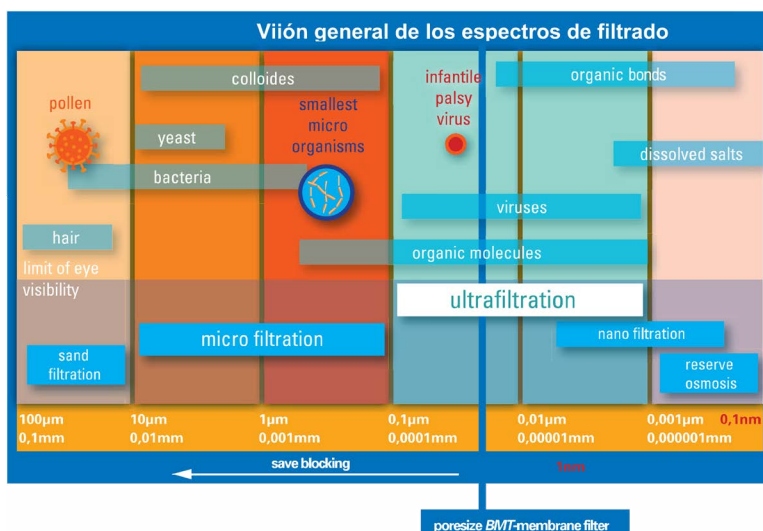 Viión general de los espectros de filtrado
colloides
infantile
palsy
virus
organic bonds
pollen
smallest
micro
organisms
yeast
dissolved salts
bacteria
viruses
hair
organic molecules
limit of eye
visibility
ultrafiltration
micro filtration
nano filtration
sand
filtration
reserve
osmosis
100µm
0,1mm
10µm
0,01mm
1µm
0,001mm
0,1µm
0,0001mm
0,01µm
0,00001mm
0,001µm
0,000001mm
0,1nm
save blocking
1nm
poresize BMT-membrane filter